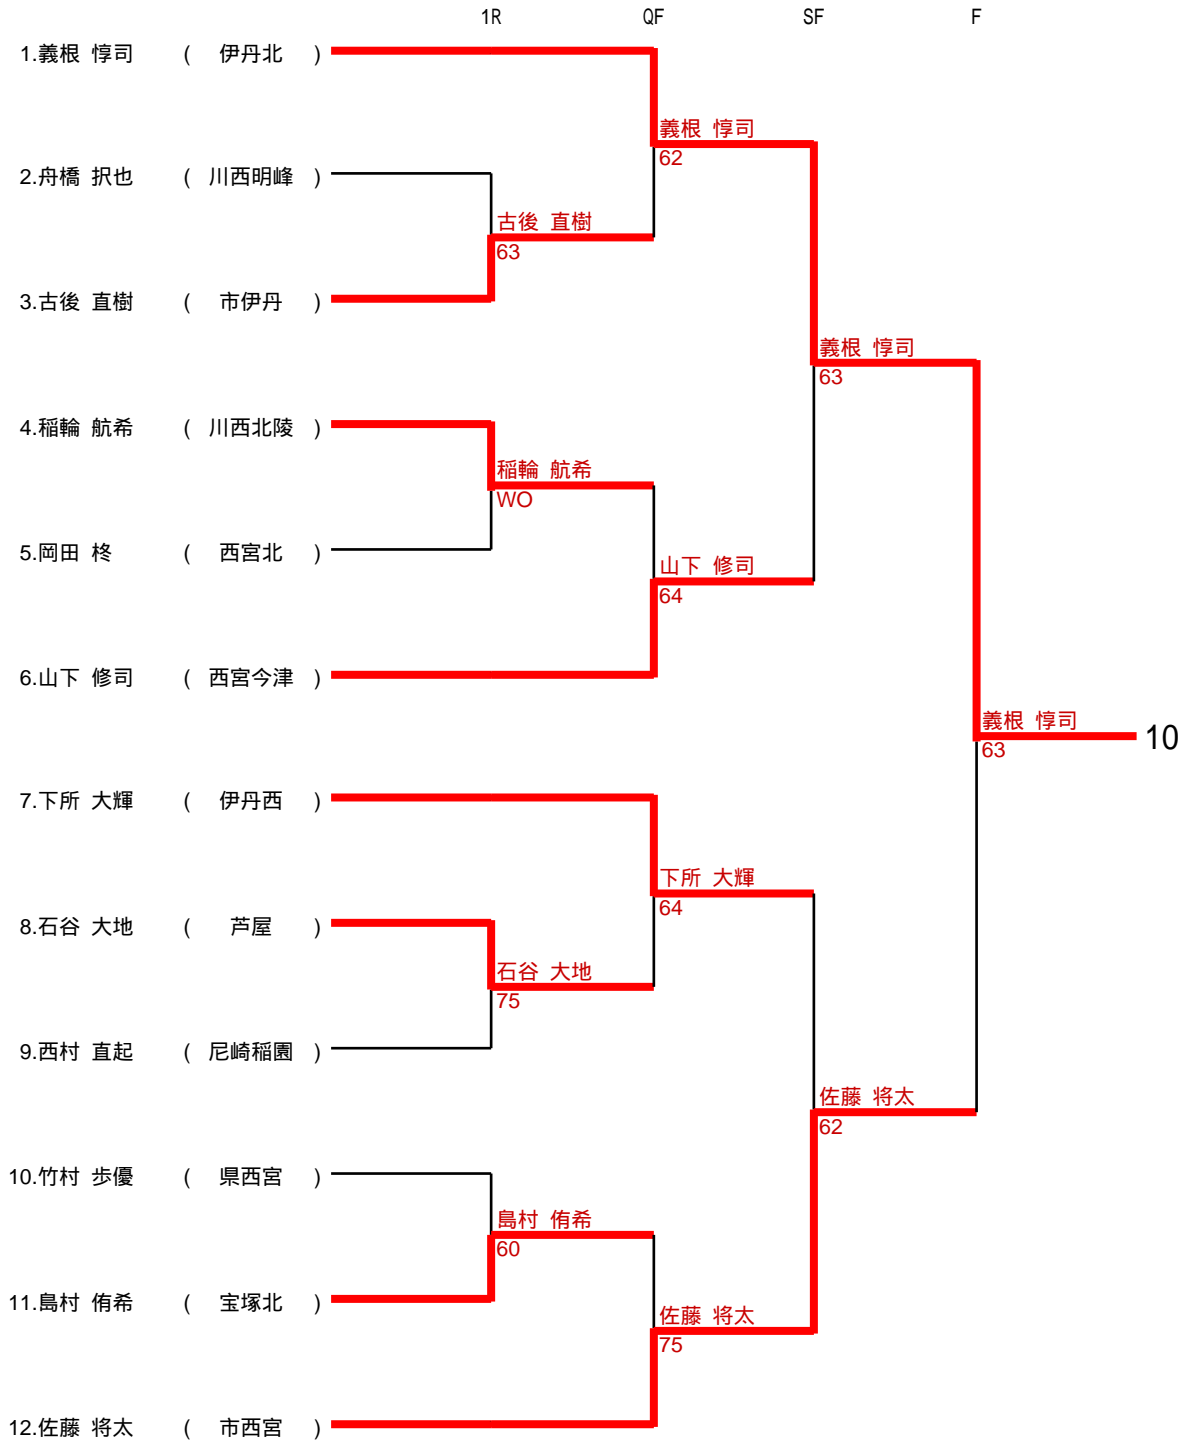 1R QF SF F
1.義根 惇司 ( 伊丹北 )
義根 惇司
62
2.舟橋 択也 ( 川西明峰 )
古後 直樹
63
3.古後 直樹 ( 市伊丹 )
義根 惇司
63
4.稲輪 航希 ( 川西北陵 )
稲輪 航希
WO
5.岡田 柊 ( 西宮北 )
山下 修司
64
6.山下 修司 ( 西宮今津 )
義根 惇司
63
10
7.下所 大輝 ( 伊丹西 )
下所 大輝
64
8.石谷 大地 ( 芦屋 )
石谷 大地
75
9.西村 直起 ( 尼崎稲園 )
佐藤 将太
62
10.竹村 歩優 ( 県西宮 )
島村 侑希
60
11.島村 侑希 ( 宝塚北 )
佐藤 将太
75
12.佐藤 将太 ( 市西宮 )